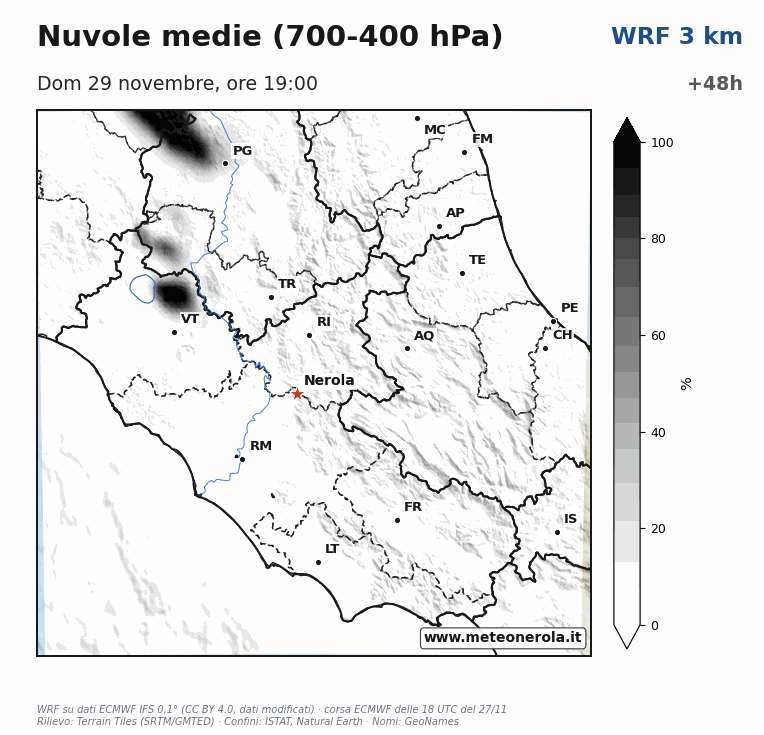 Nuvole medie (700-400 hPa)
WRF 3 km
Dom 29 novembre, ore 19:00
+48h
MC
FM
PG
AP
TE
TR
PE
RI
VT
AQ
CH
Nerola
RM
FR
IS
LT
www.meteonerola.it
100
80
60
40
20
0
%
WRF su dati ECMWF IFS 0,1° (CC BY 4.0, dati modificati) · corsa ECMWF delle 18 UTC del 27/11
Rilievo: Terrain Tiles (SRTM/GMTED) · Confini: ISTAT, Natural Earth · Nomi: GeoNames